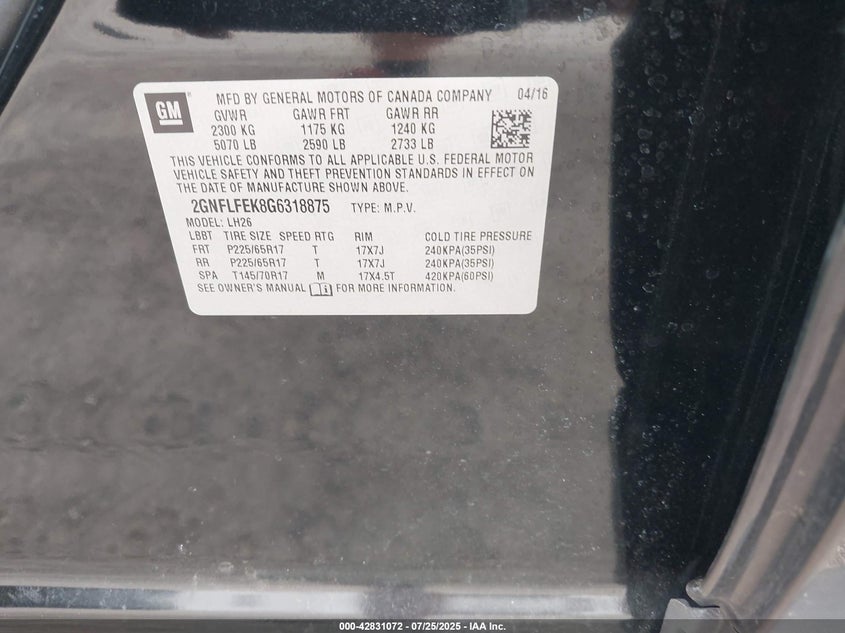 GM
MFD BY GENERAL MOTORS OF CANADA COMPANY 04/16
GVWR GAWR FRT GAWR RR
2300 KG 1175 KG 1240 KG
5070 LB 2590 LB 2733 LB
THIS VEHICLE CONFORMS TO ALL APPLICABLE U.S. FEDERAL MOTOR
VEHICLE SAFETY AND THEFT PREVENTION STANDARDS IN EFFECT ON
THE DATE OF MANUFACTURE SHOWN ABOVE.
2GNFLFEK8G6318875 TYPE: M.P.V.
MODEL: LH26
LBBT TIRE SIZE SPEED RTG RIM COLD TIRE PRESSURE
FRT P225/65R17 T 17X7J 240KPA(35PSI)
RR P225/65R17 T 17X7J 240KPA(35PSI)
SPA T145/70R17 M 17X4.5T 420KPA(60PSI)
SEE OWNER'S MANUAL FOR MORE INFORMATION.
000-42831072 - 07/25/2025 - IAA Inc.